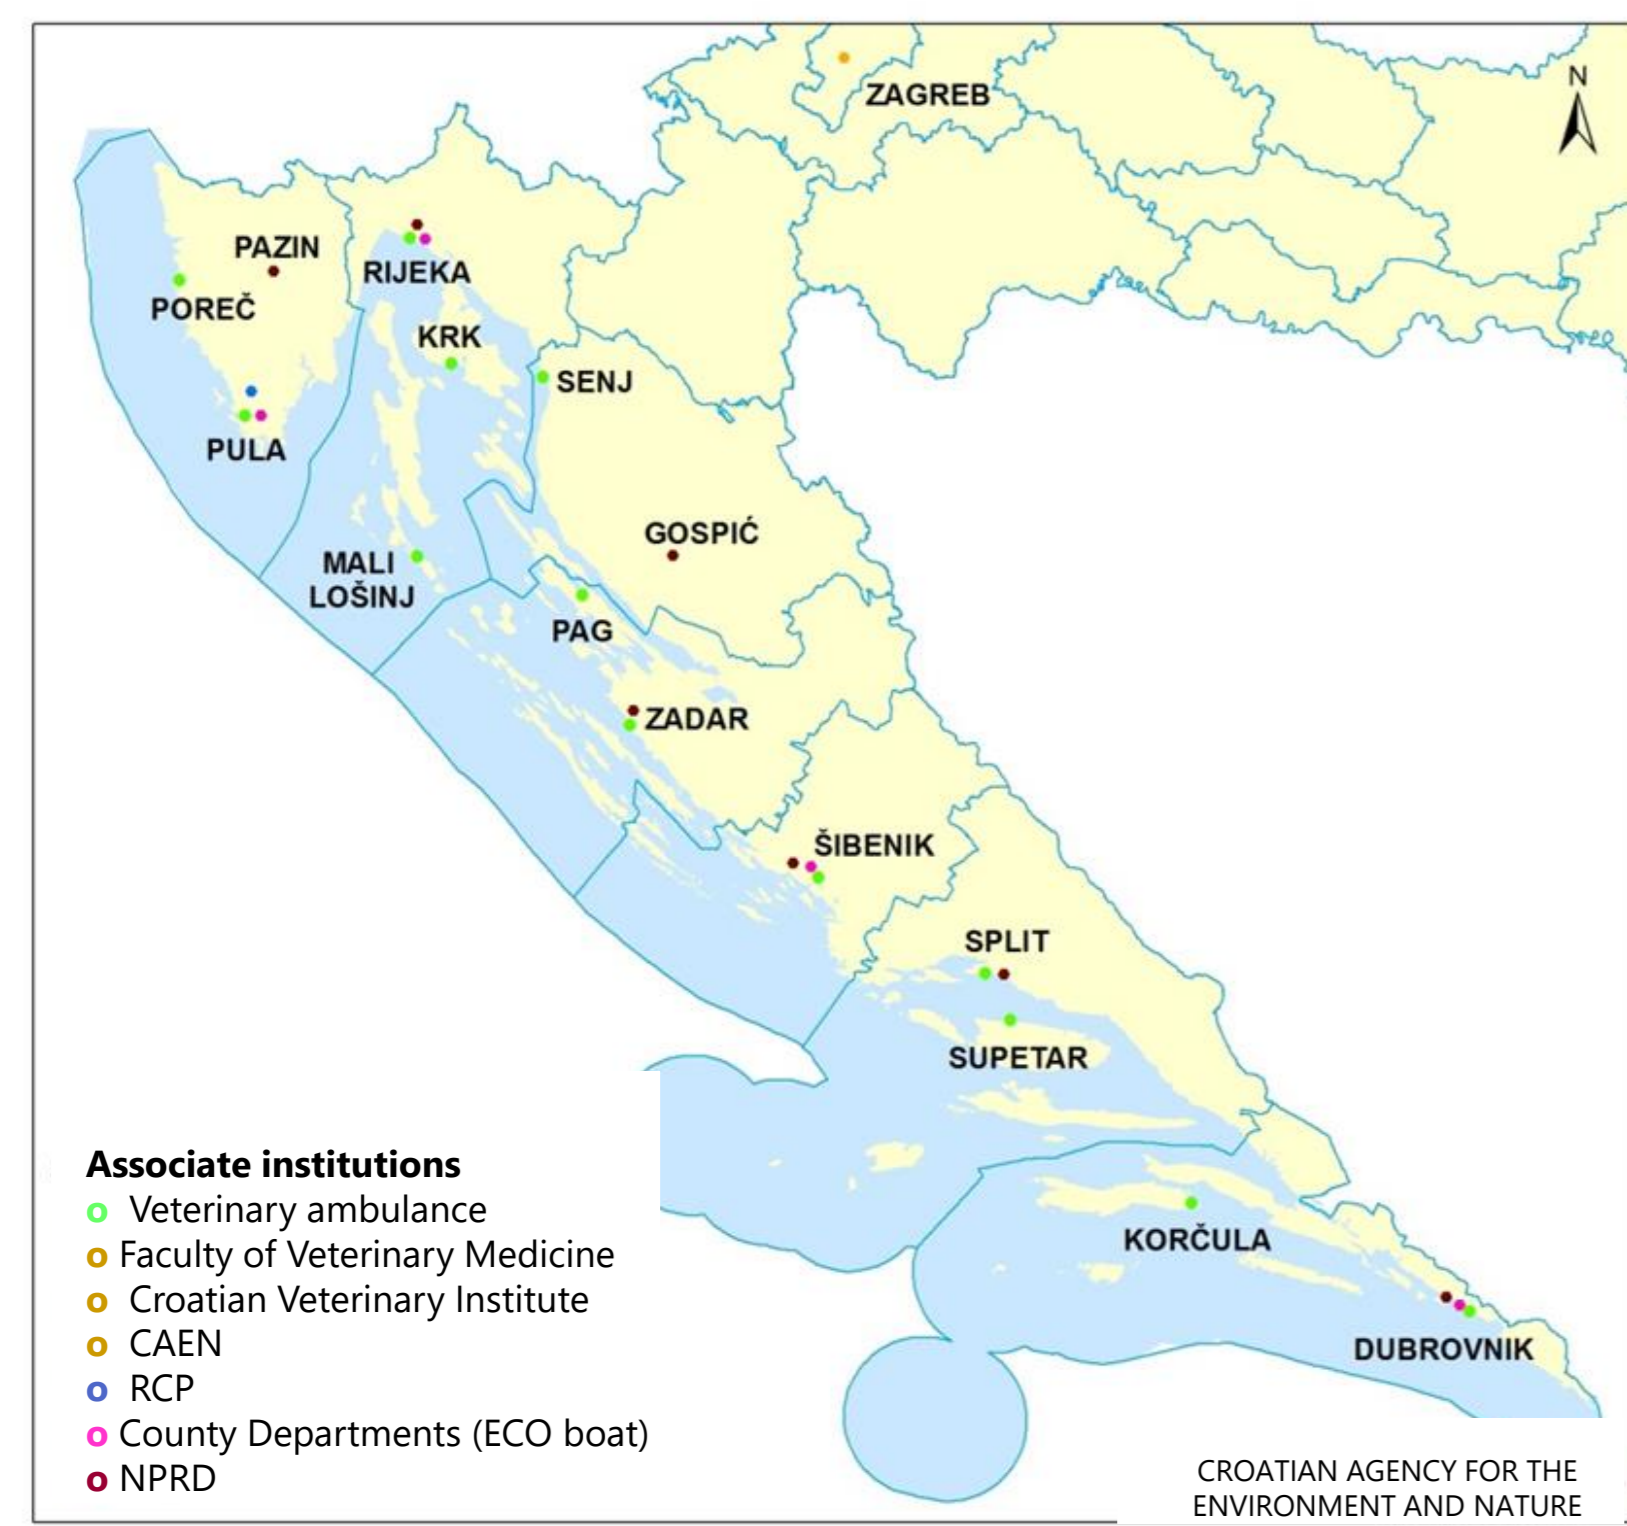 ZAGREB
N
PAZIN
RIJEKA
POREČ
KRK
SENJ
PULA
GOSPIĆ
MALI
LOŠINJ
PAG
ZADAR
ŠIBENIK
SPLIT
SUPETAR
KORČULA
DUBROVNIK
Associate institutions
o Veterinary ambulance
o Faculty of Veterinary Medicine
o Croatian Veterinary Institute
o CAEN
o RCP
o County Departments (ECO boat)
o NPRD
CROATIAN AGENCY FOR THE
ENVIRONMENT AND NATURE